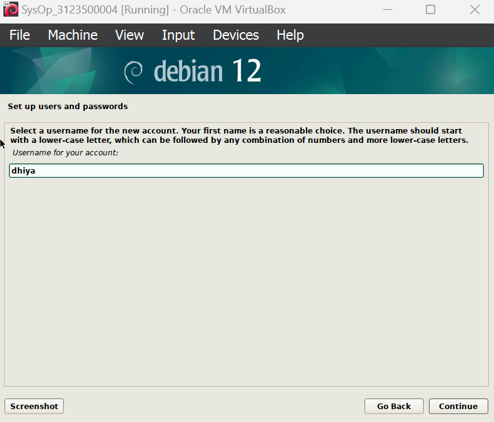 SysOp_3123500004 [Running] - Oracle VM VirtualBox
File Machine View Input Devices Help
debian 12
Set up users and passwords
Select a username for the new account. Your first name is a reasonable choice. The username should start
with a lower-case letter, which can be followed by any combination of numbers and more lower-case letters.
Username for your account:
dhiya
Screenshot Go Back Continue